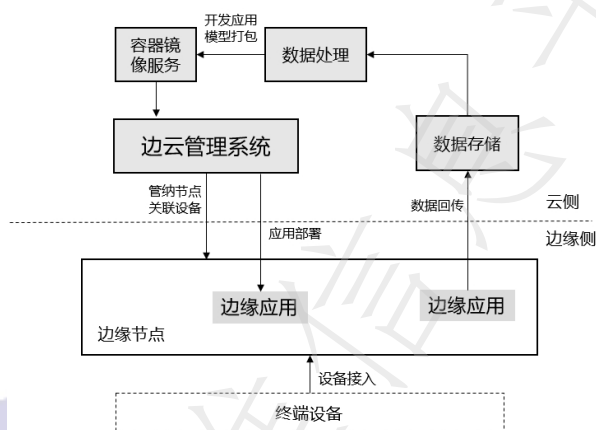 开发应用
模型打包
容器镜
像服务
数据处理
边云管理系统
数据存储
管纳节点
关联设备
数据回传
云侧
应用部署
边缘侧
边缘应用
边缘应用
边缘节点
设备接入
终端设备